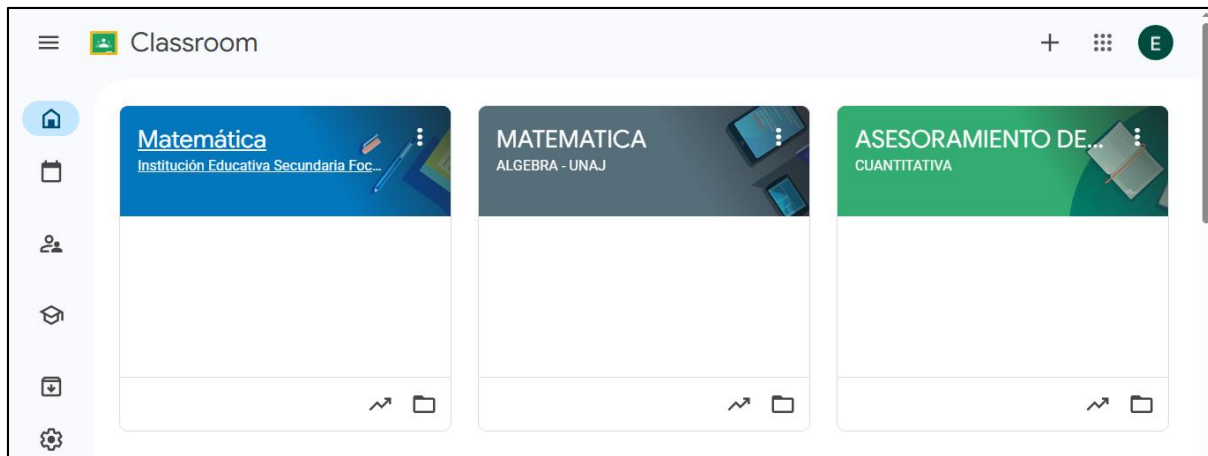 Classroom
E
Matemática
Institución Educativa Secundaria Foc...
MATEMATICA
ALGEBRA - UNAJ
ASESORAMIENTO DE...
CUANTITATIVA